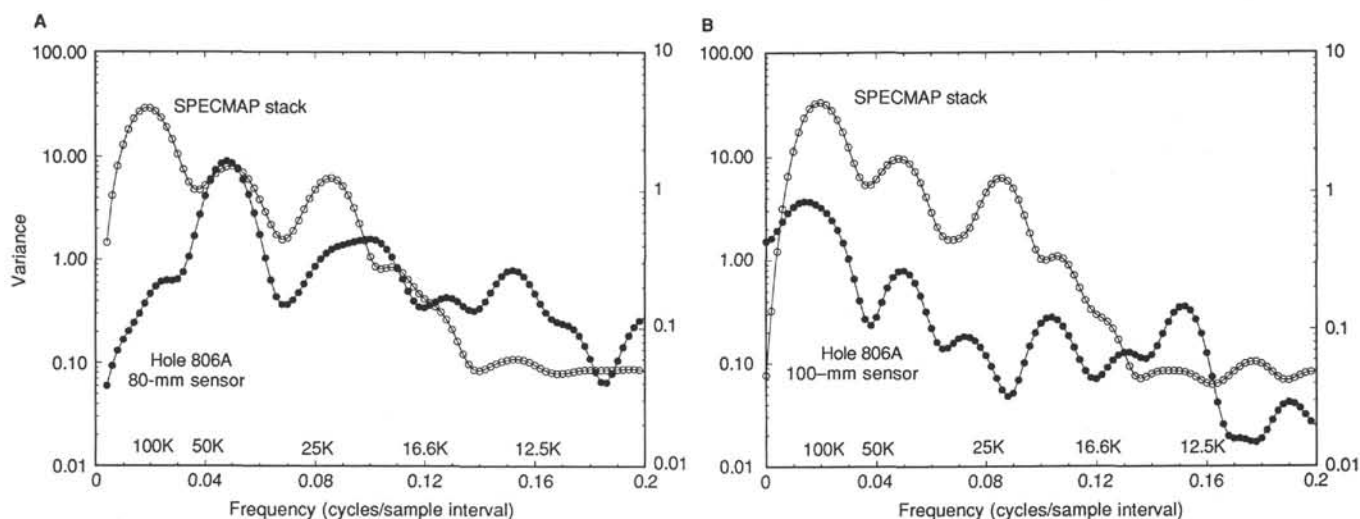 A
100.00
10.00
1.00
0.10
0.01
Variance
10
1
0.1
0.01
SPECMAP stack
Hole 806A
80-mm sensor
100K 50K 25K 16.6K 12.5K
0 0.04 0.08 0.12 0.16 0.2
Frequency (cycles/sample interval)
B
100.00
10.00
1.00
0.10
0.01
10
1
0.1
0.01
SPECMAP stack
Hole 806A
100–mm sensor
100K 50K 25K 16.6K 12.5K
0 0.04 0.08 0.12 0.16 0.2
Frequency (cycles/sample interval)